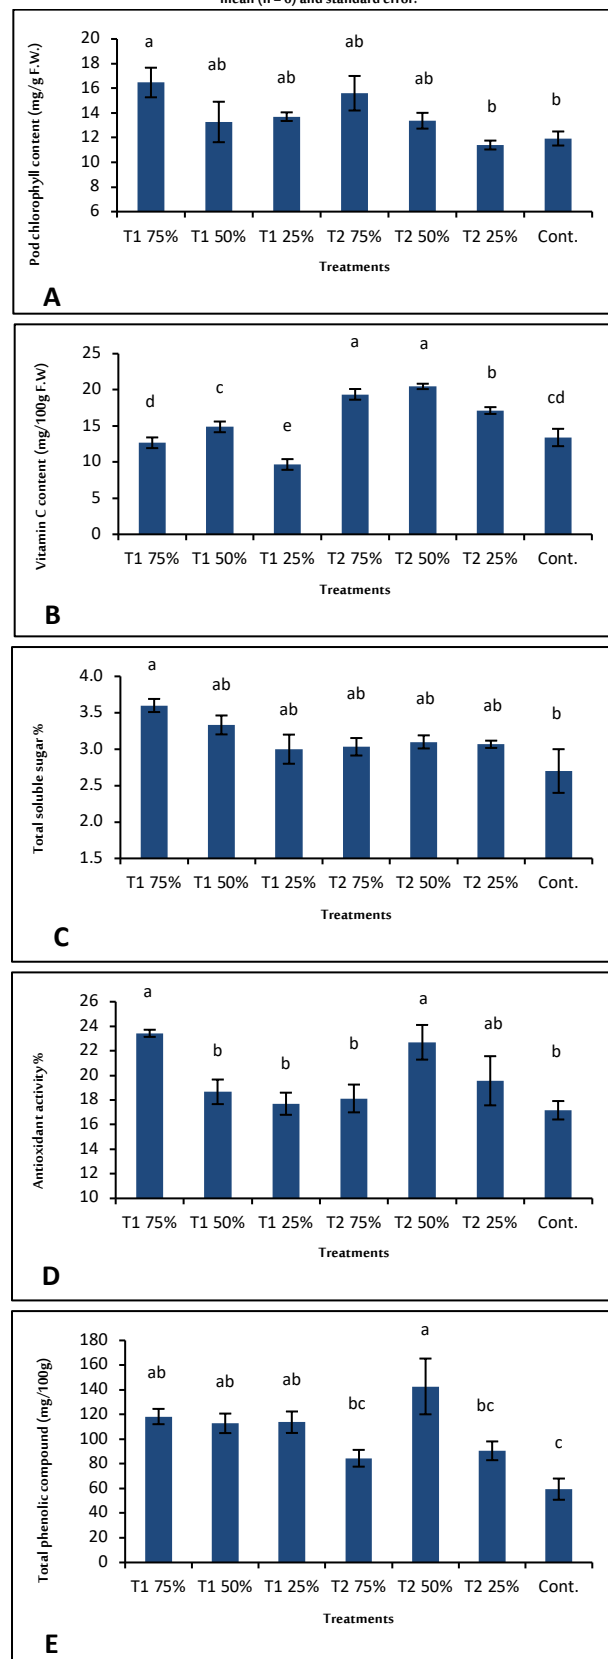 mean (n = 6) and standard error.
Pod chlorophyll content (mg/g F.W.)
20
18
16
14
12
10
8
6
a ab ab ab ab b b
T1 75% T1 50% T1 25% T2 75% T2 50% T2 25% Cont.
Treatments
A
Vitamin C content (mg/100g F.W)
25
20
15
10
5
0
d c e a a b cd
T1 75% T1 50% T1 25% T2 75% T2 50% T2 25% Cont.
Treatments
B
Total soluble sugar %
4.0
3.5
3.0
2.5
2.0
1.5
a ab ab ab ab ab b
T1 75% T1 50% T1 25% T2 75% T2 50% T2 25% Cont.
Treatments
C
Antioxidant activity %
26
24
22
20
18
16
14
12
10
a b b b a ab b
T1 75% T1 50% T1 25% T2 75% T2 50% T2 25% Cont.
Treatments
D
Total phenolic compound (mg/100g)
180
160
140
120
100
80
60
40
20
0
ab ab ab bc a bc c
T1 75% T1 50% T1 25% T2 75% T2 50% T2 25% Cont.
Treatments
E